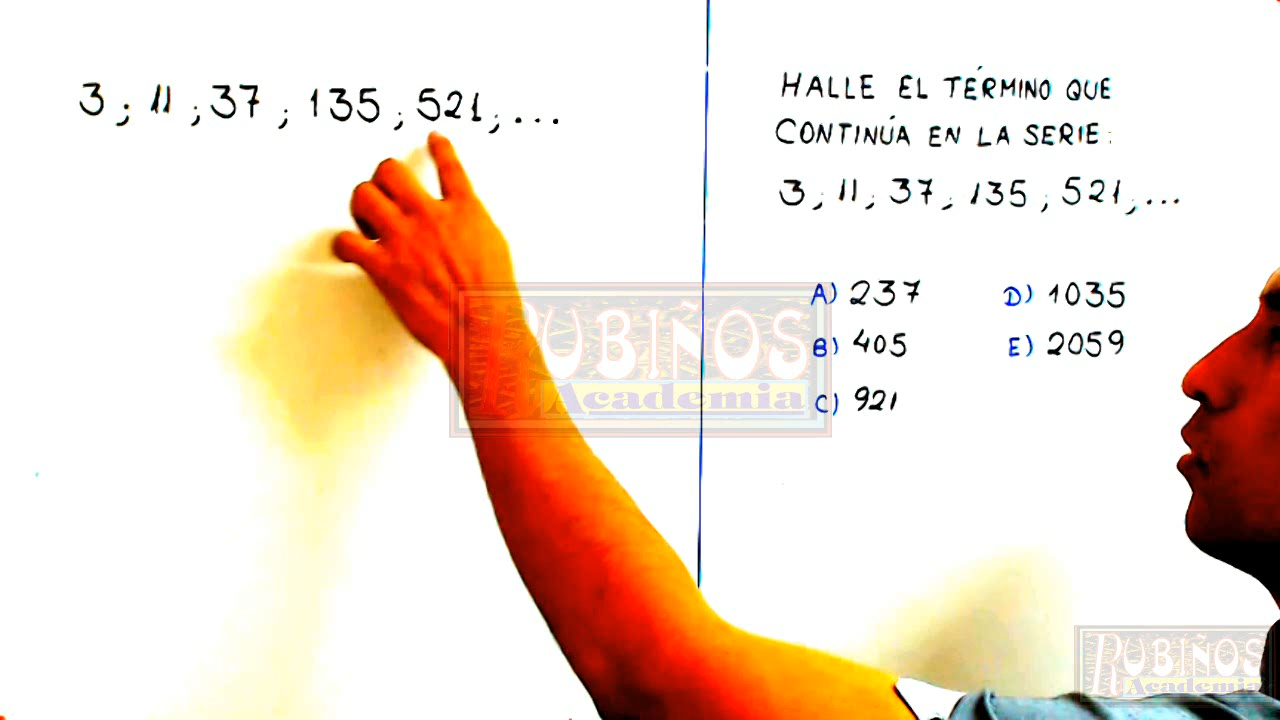 3 ; 11 ; 37 ; 135 ; 521 ; ...
HALLE EL TÉRMINO QUE
CONTINÚA EN LA SERIE:
3 ; 11 ; 37 ; 135 ; 521 ; ...
A) 237
D) 1035
B) 405
E) 2059
C) 921
RUBIÑOS
Academia
RUBIÑOS
Academia